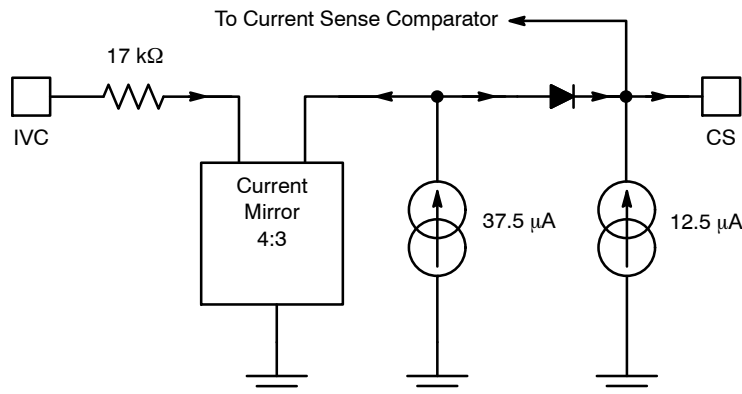 To Current Sense Comparator
17 kΩ
IVC
CS
Current
Mirror
4:3
37.5 μA
12.5 μA